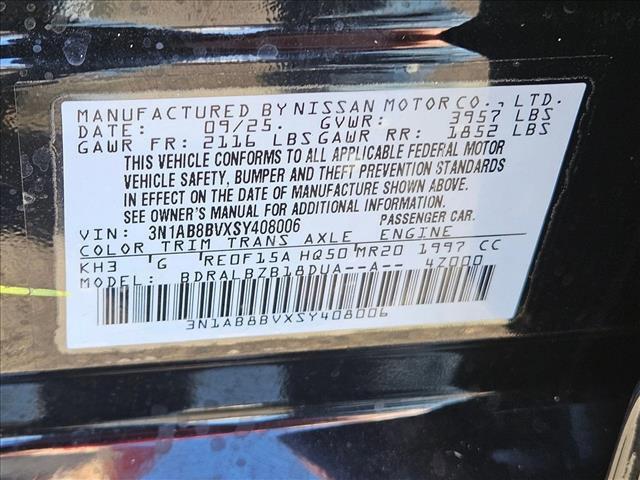 MANUFACTURED BY NISSAN MOTOR CO., LTD.
DATE: 09/25. GVWR: 3957 LBS
GAWR FR: 2116 LBS GAWR RR: 1852 LBS
THIS VEHICLE CONFORMS TO ALL APPLICABLE FEDERAL MOTOR
VEHICLE SAFETY, BUMPER AND THEFT PREVENTION STANDARDS
IN EFFECT ON THE DATE OF MANUFACTURE SHOWN ABOVE.
SEE OWNER'S MANUAL FOR ADDITIONAL INFORMATION.
VIN: 3N1AB8BVXSY408006 PASSENGER CAR.
COLOR TRIM TRANS AXLE ENGINE
KH3 G RE0F15A HQ50 MR20 1997 CC
MODEL: BDRALBZB18DUA--A-- 4Z000
3N1AB8BVXSY408006